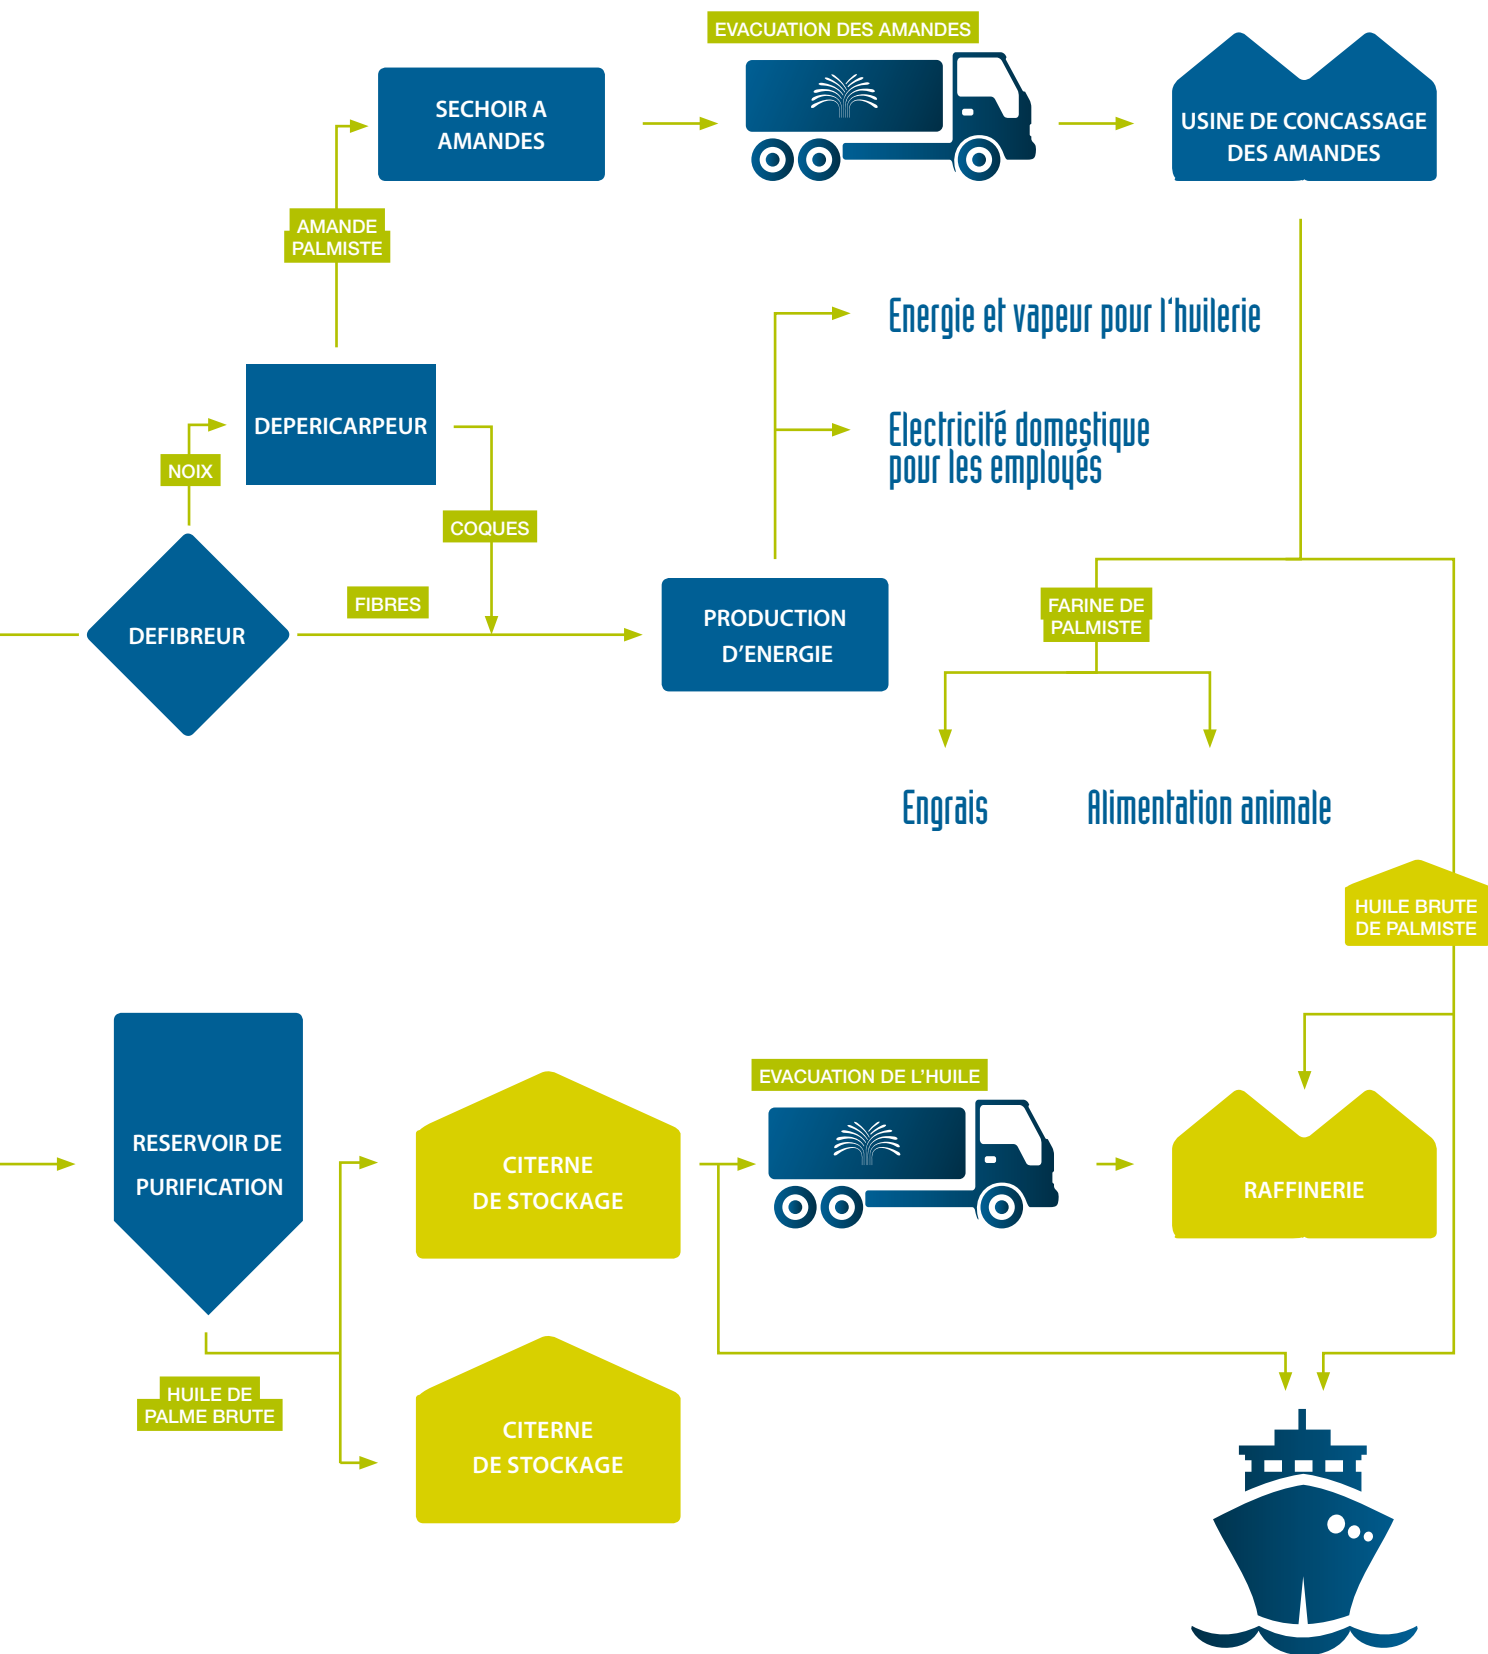 EVACUATION DES AMANDES
SECHOIR A
AMANDES
USINE DE CONCASSAGE
DES AMANDES
AMANDE
PALMISTE
Energie et vapeur pour l'huilerie
DEPERICARPEUR
Electricité domestique
pour les employés
NOIX
COQUES
FIBRES
DEFIBREUR
PRODUCTION
D'ENERGIE
FARINE DE
PALMISTE
Engrais
Alimentation animale
HUILE BRUTE
DE PALMISTE
EVACUATION DE L'HUILE
RESERVOIR DE
PURIFICATION
CITERNE
DE STOCKAGE
RAFFINERIE
HUILE DE
PALME BRUTE
CITERNE
DE STOCKAGE